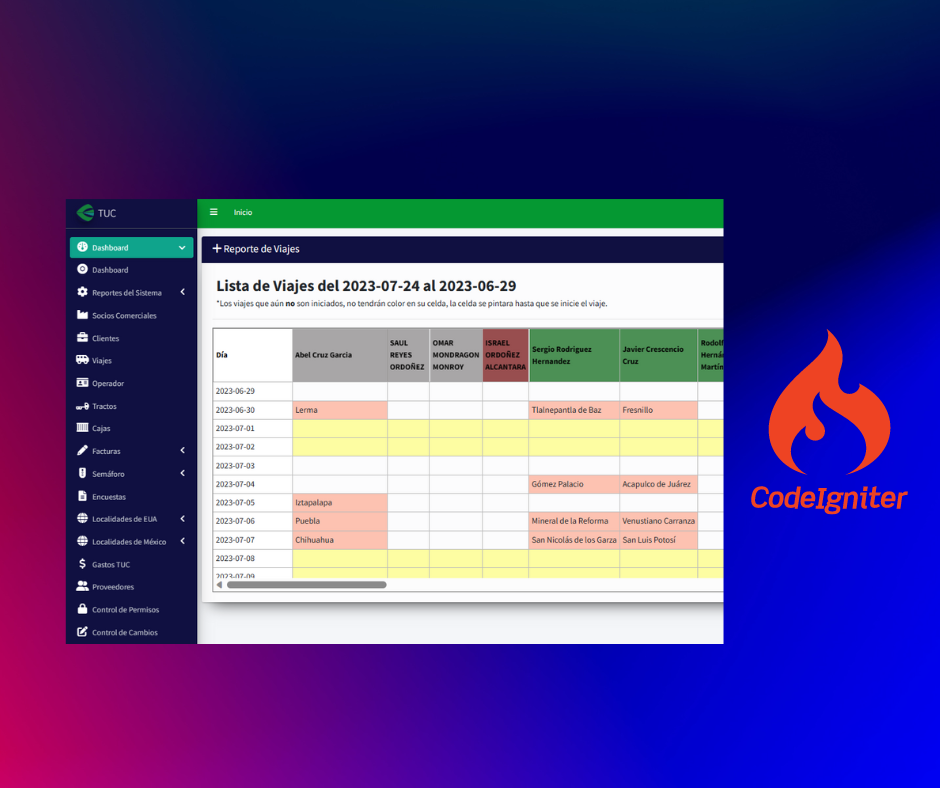 TUC
Inicio
Dashboard
Dashboard
Reportes del Sistema
Socios Comerciales
Clientes
Viajes
Operador
Tractos
Cajas
Facturas
Semáforo
Encuestas
Localidades de EUA
Localidades de México
Gastos TUC
Proveedores
Control de Permisos
Control de Cambios
Reporte de Viajes
Lista de Viajes del 2023-07-24 al 2023-06-29
*Los viajes que aún no son iniciados, no tendrán color en su celda, la celda se pintara hasta que se inicie el viaje.
Día
Abel Cruz Garcia
SAUL
REYES
ORDOÑEZ
OMAR
MONDRAGON
MONROY
ISRAEL
ORDOÑEZ
ALCANTARA
Sergio Rodriguez
Hernandez
Javier Crescencio
Cruz
2023-06-29
2023-06-30 Lerma Tlalnepantla de Baz Fresnillo
2023-07-01
2023-07-02
2023-07-03
2023-07-04 Gómez Palacio Acapulco de Juárez
2023-07-05 Iztapalapa
2023-07-06 Puebla Mineral de la Reforma Venustiano Carranza
2023-07-07 Chihuahua San Nicolás de los Garza San Luis Potosí
2023-07-08
2023-07-09
CodeIgniter